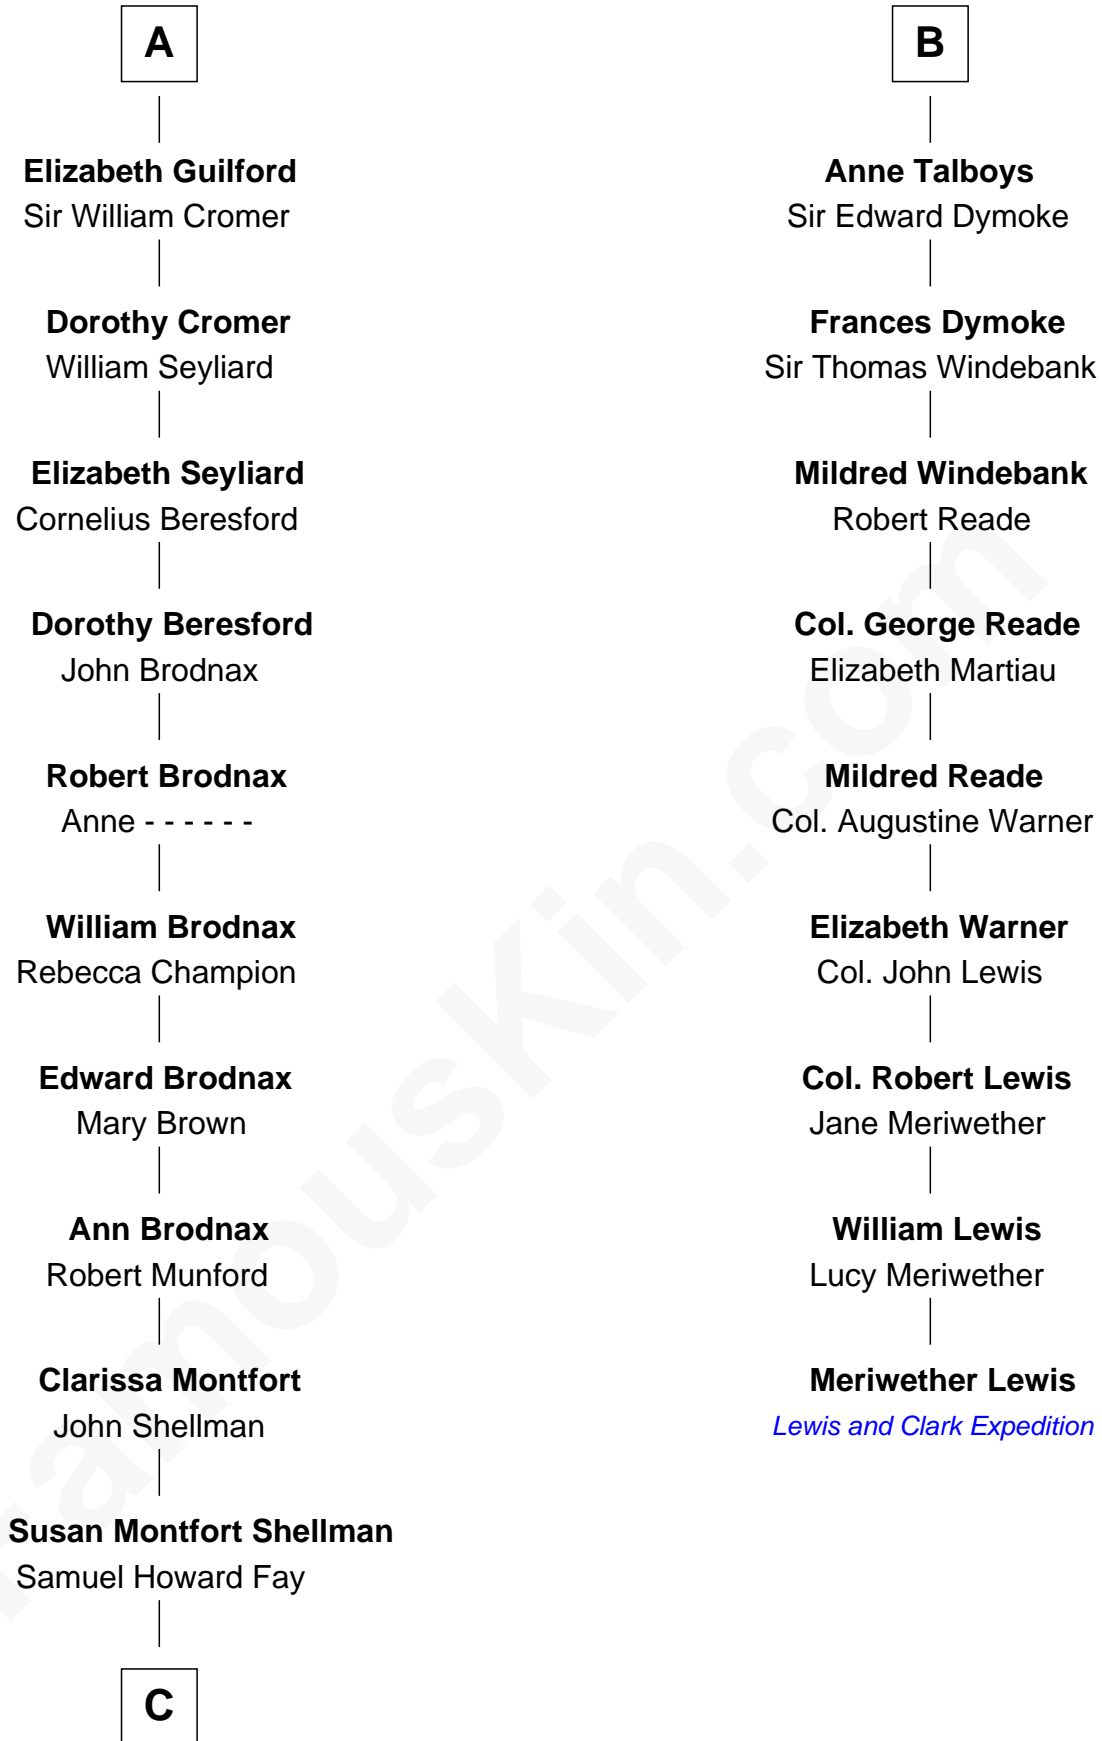 A
Elizabeth Guilford
Sir William Cromer
Dorothy Cromer
William Seyliard
Elizabeth Seyliard
Cornelius Beresford
Dorothy Beresford
John Brodnax
Robert Brodnax
Anne - - - - - -
William Brodnax
Rebecca Champion
Edward Brodnax
Mary Brown
Ann Brodnax
Robert Munford
Clarissa Montfort
John Shellman
Susan Montfort Shellman
Samuel Howard Fay
C
B
Anne Talboys
Sir Edward Dymoke
Frances Dymoke
Sir Thomas Windebank
Mildred Windebank
Robert Reade
Col. George Reade
Elizabeth Martiau
Mildred Reade
Col. Augustine Warner
Elizabeth Warner
Col. John Lewis
Col. Robert Lewis
Jane Meriwether
William Lewis
Lucy Meriwether
Meriwether Lewis
Lewis and Clark Expedition
FamousKin.com